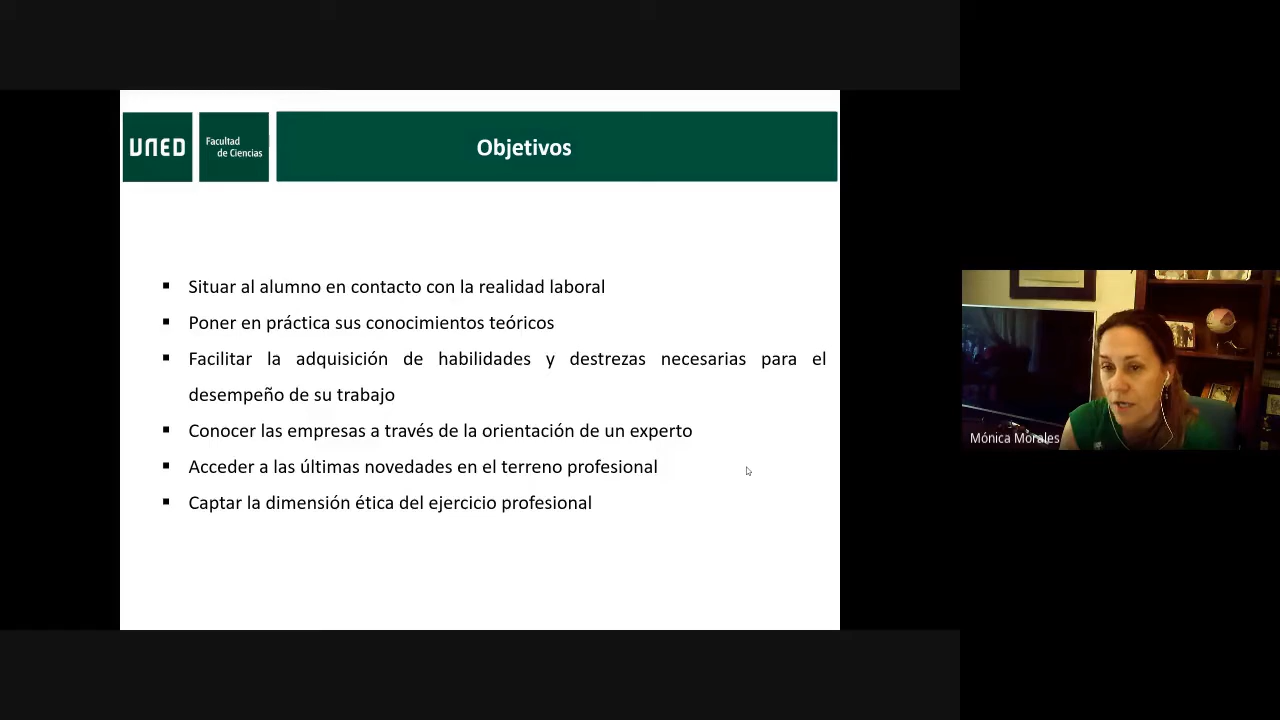 UNED
Facultad
de Ciencias
Objetivos
▪ Situar al alumno en contacto con la realidad laboral
▪ Poner en práctica sus conocimientos teóricos
▪ Facilitar la adquisición de habilidades y destrezas necesarias para el
desempeño de su trabajo
▪ Conocer las empresas a través de la orientación de un experto
▪ Acceder a las últimas novedades en el terreno profesional
▪ Captar la dimensión ética del ejercicio profesional
Mónica Morales